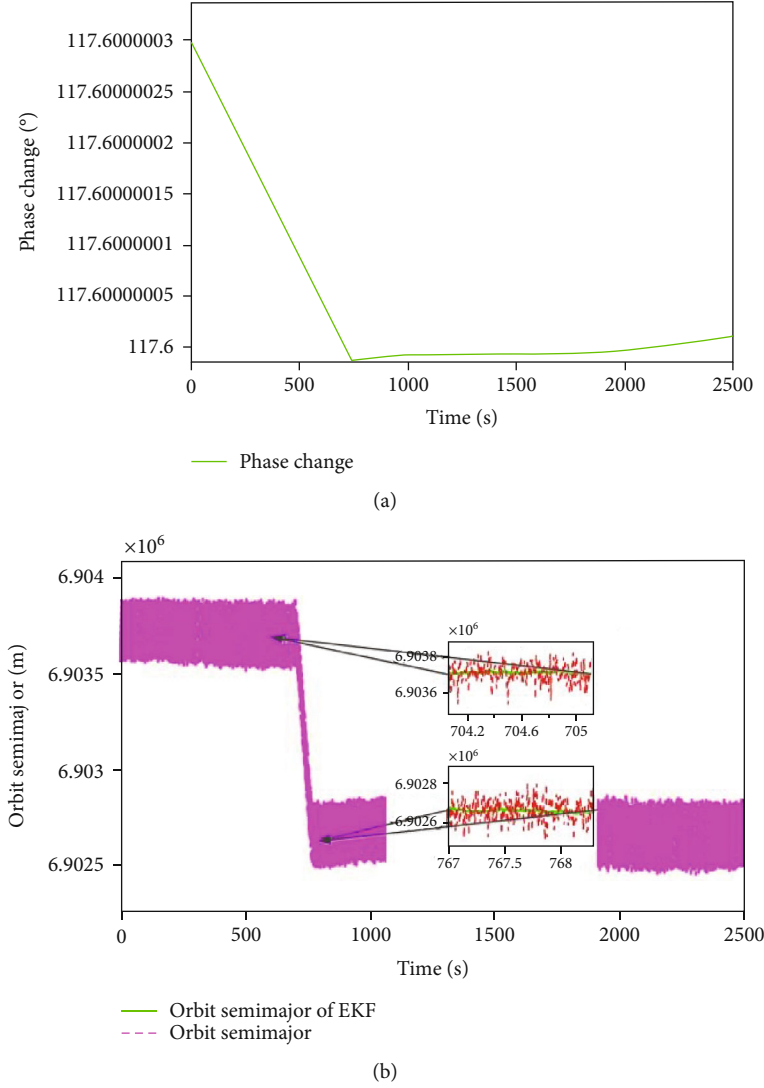 117.6000003
117.60000025
117.6000002
117.60000015
117.6000001
117.60000005
117.6
Phase change (°)
0 500 1000 1500 2000 2500
Time (s)
Phase change
(a)
×10⁶
6.904
6.9035
6.903
6.9025
Orbit semimaj or (m)
×10⁶
6.9038
6.9036
704.2 704.6 705
×10⁶
6.9028
6.9026
767 767.5 768
0 500 1000 1500 2000 2500
Time (s)
Orbit semimajor of EKF
Orbit semimajor
(b)